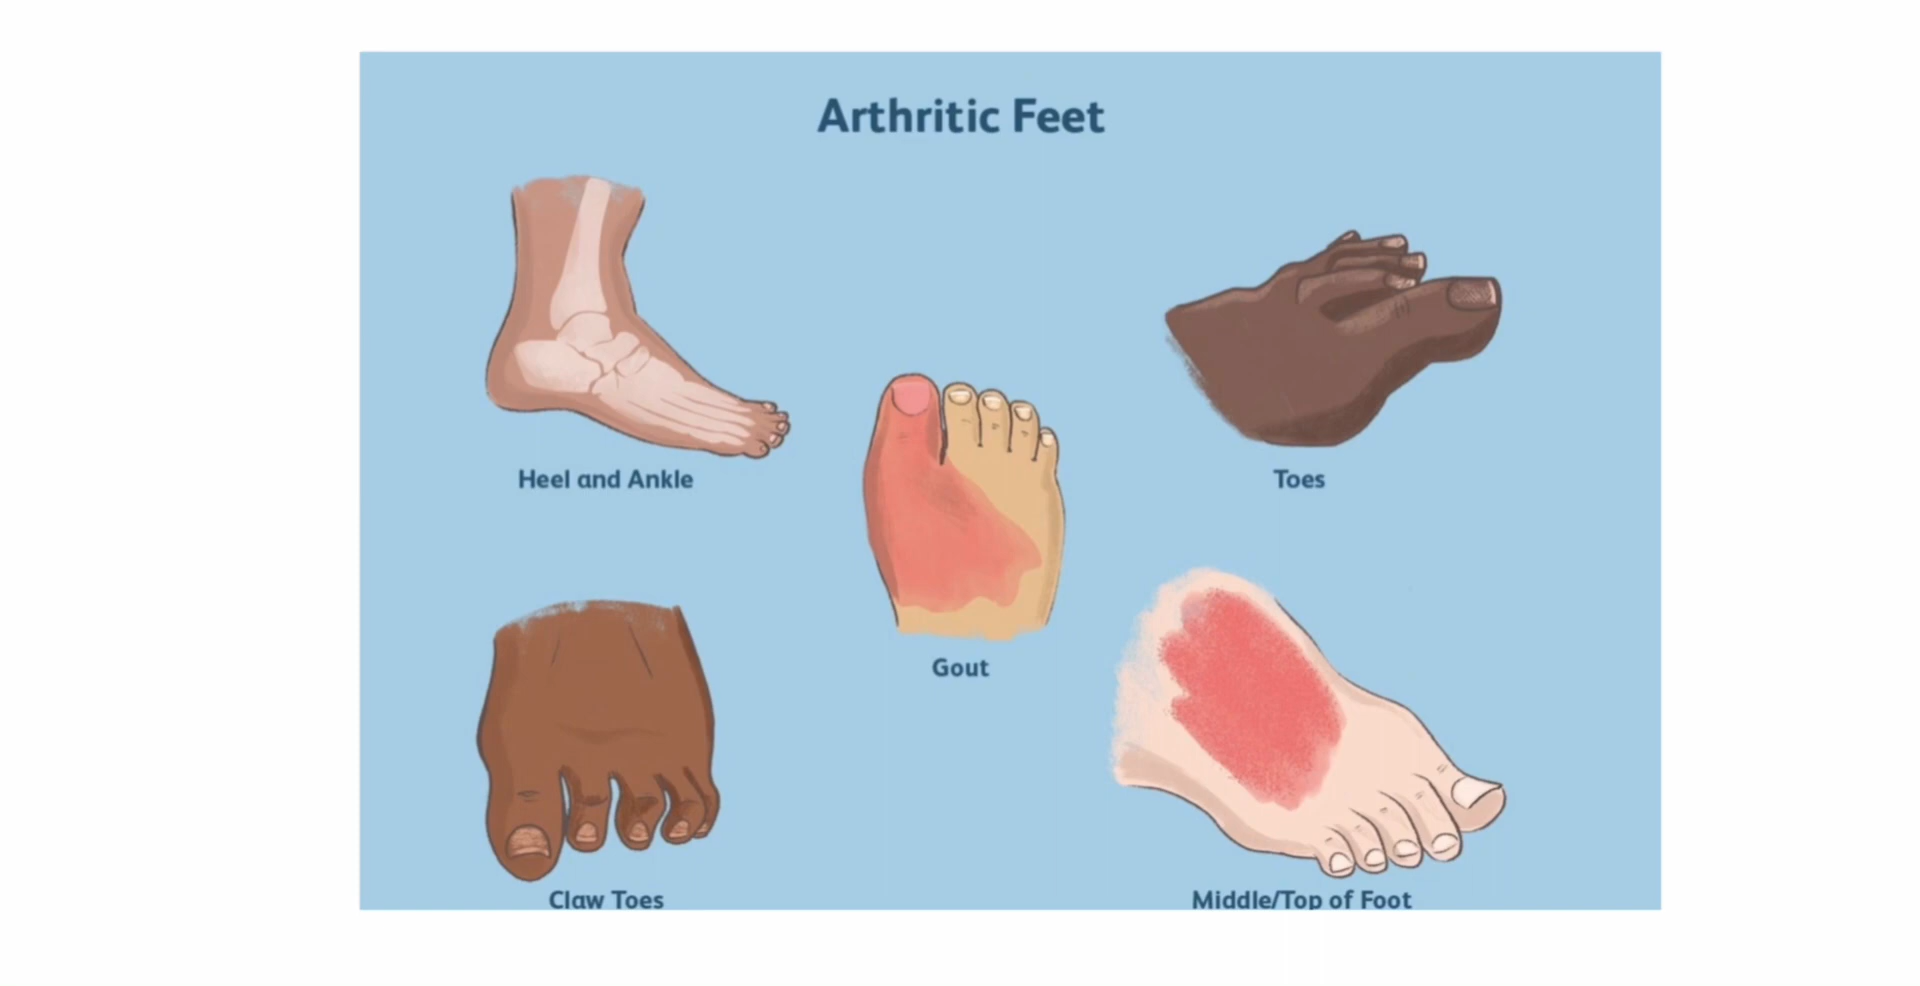 Arthritic Feet
Heel and Ankle
Toes
Gout
Claw Toes
Middle/Top of Foot